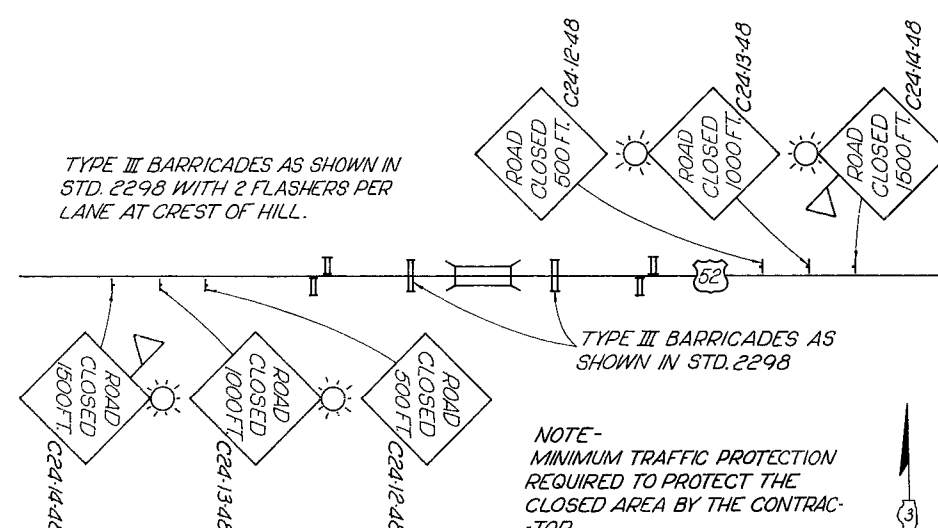 C24-12-48
C24-13-48
C24-14-48
ROAD
CLOSED
500 FT.
ROAD
CLOSED
1000 FT.
ROAD
CLOSED
1500 FT.
TYPE III BARRICADES AS SHOWN IN
STD. 2298 WITH 2 FLASHERS PER
LANE AT CREST OF HILL.
52
TYPE III BARRICADES AS
SHOWN IN STD. 2298
ROAD
CLOSED
1500 FT.
ROAD
CLOSED
1000 FT.
ROAD
CLOSED
500 FT.
C24-14-48
C24-13-48
C24-12-48
NOTE-
MINIMUM TRAFFIC PROTECTION
REQUIRED TO PROTECT THE
CLOSED AREA BY THE CONTRAC-
-TOR
3